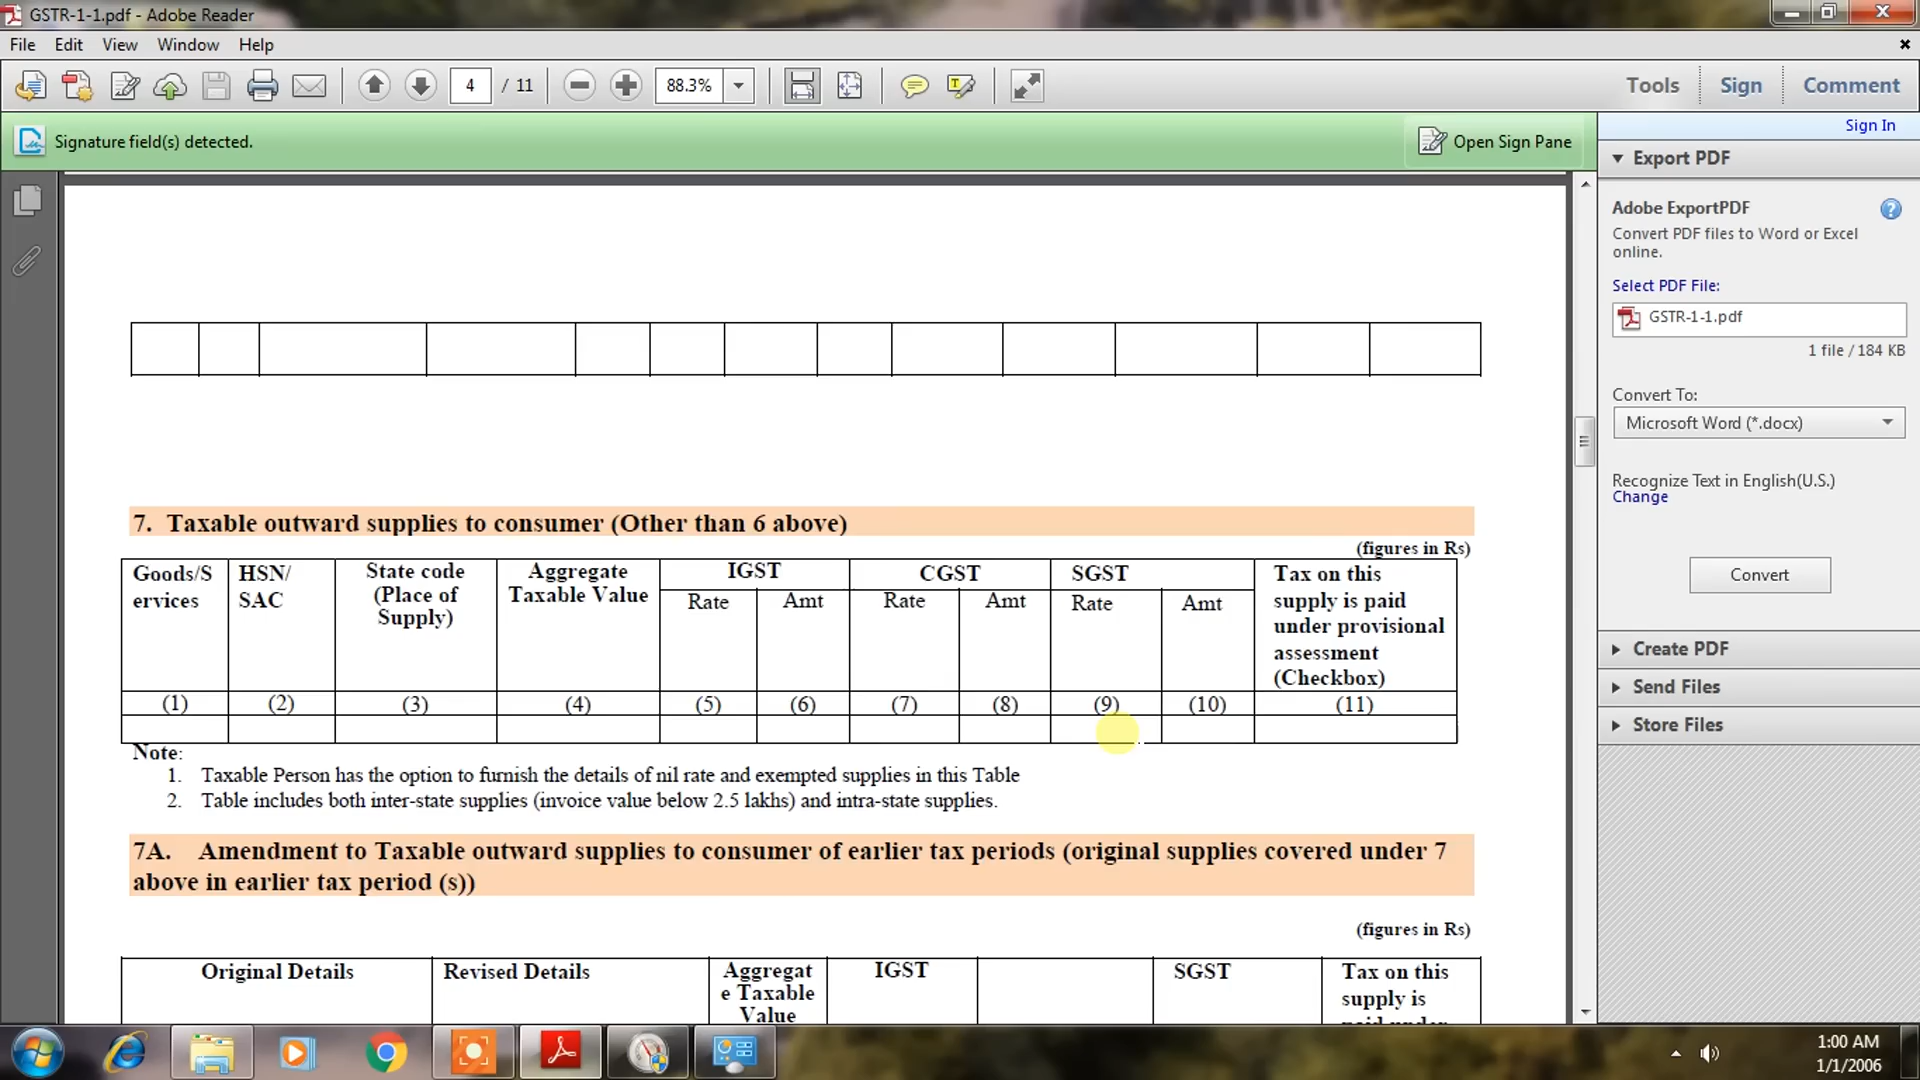 GSTR-1-1.pdf - Adobe Reader
File Edit View Window Help
4 / 11 88.3% Tools Sign Comment
Signature field(s) detected. Open Sign Pane
Sign In
Export PDF
Adobe ExportPDF
Convert PDF files to Word or Excel
online.
Select PDF File:
GSTR-1-1.pdf
1 file / 184 KB
Convert To:
Microsoft Word (*.docx)
Recognize Text in English(U.S.)
Change
Convert
Create PDF
Send Files
Store Files
7. Taxable outward supplies to consumer (Other than 6 above)
(figures in Rs)
Goods/S
ervices
HSN/
SAC
State code
(Place of
Supply)
Aggregate
Taxable Value
IGST
Rate Amt
CGST
Rate Amt
SGST
Rate Amt
Tax on this
supply is paid
under provisional
assessment
(Checkbox)
(1) (2) (3) (4) (5) (6) (7) (8) (9) (10) (11)
Note:
1. Taxable Person has the option to furnish the details of nil rate and exempted supplies in this Table
2. Table includes both inter-state supplies (invoice value below 2.5 lakhs) and intra-state supplies.
7A. Amendment to Taxable outward supplies to consumer of earlier tax periods (original supplies covered under 7
above in earlier tax period (s))
(figures in Rs)
Original Details
Revised Details
Aggregat
e Taxable
Value
IGST
SGST
Tax on this
supply is
1:00 AM
1/1/2006